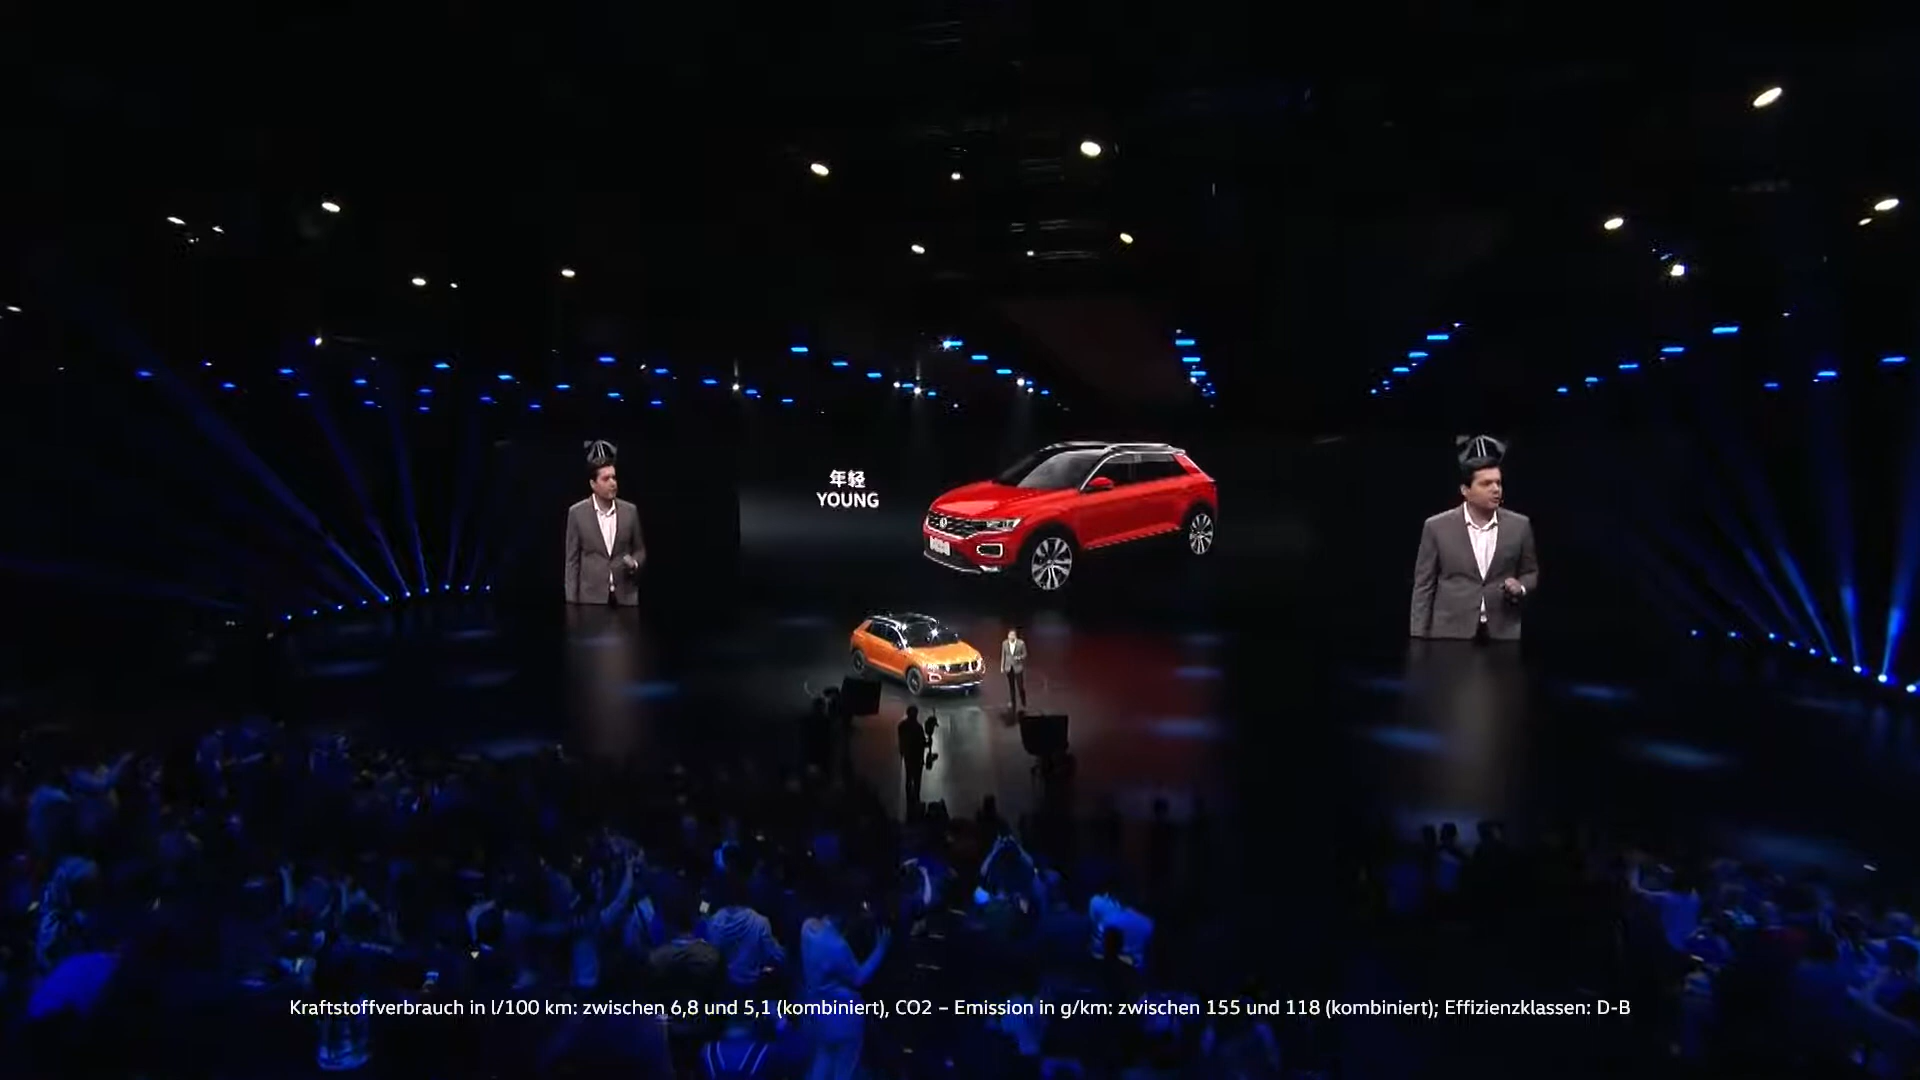 年轻
YOUNG
Kraftstoffverbrauch in l/100 km: zwischen 6,8 und 5,1 (kombiniert), CO2 – Emission in g/km: zwischen 155 und 118 (kombiniert); Effizienzklassen: D-B